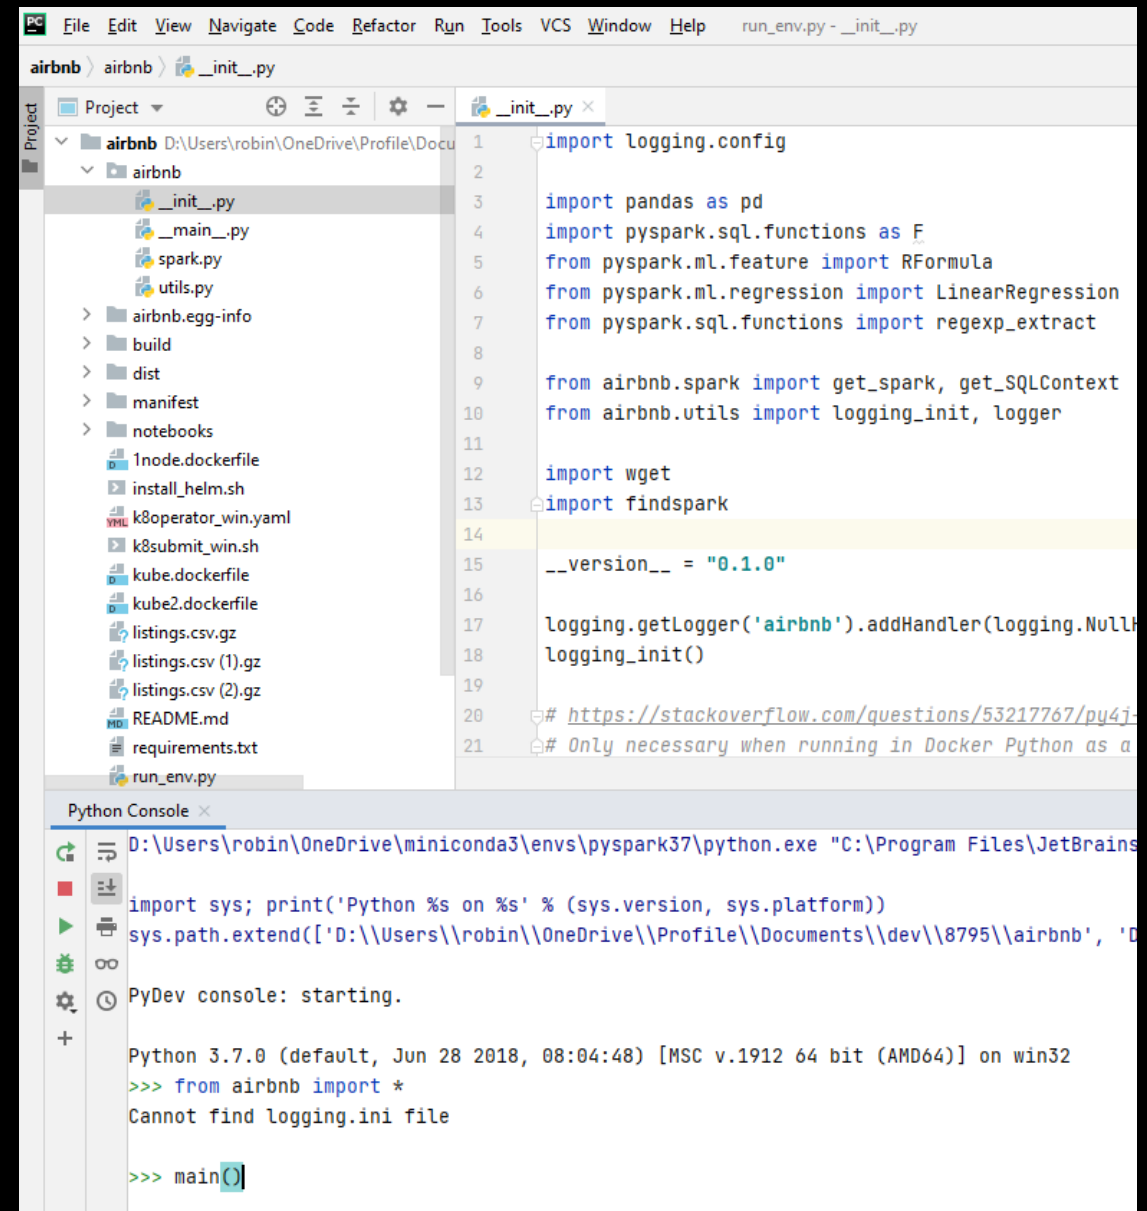 PC File Edit View Navigate Code Refactor Run Tools VCS Window Help run_env.py - __init__.py
airbnb airbnb __init__.py
Project
Project
__init__.py
airbnb D:\Users\robin\OneDrive\Profile\Docu
airbnb
__init__.py
__main__.py
spark.py
utils.py
airbnb.egg-info
build
dist
manifest
notebooks
1node.dockerfile
install_helm.sh
k8operator_win.yaml
k8submit_win.sh
kube.dockerfile
kube2.dockerfile
listings.csv.gz
listings.csv (1).gz
listings.csv (2).gz
README.md
requirements.txt
run_env.py
1 import logging.config
2
3 import pandas as pd
4 import pyspark.sql.functions as F
5 from pyspark.ml.feature import RFormula
6 from pyspark.ml.regression import LinearRegression
7 from pyspark.sql.functions import regexp_extract
8
9 from airbnb.spark import get_spark, get_SQLContext
10 from airbnb.utils import logging_init, logger
11
12 import wget
13 import findspark
14
15 __version__ = "0.1.0"
16
17 logging.getLogger('airbnb').addHandler(logging.NullH
18 logging_init()
19
20 # https://stackoverflow.com/questions/53217767/py4j-
21 # Only necessary when running in Docker Python as a
Python Console
D:\Users\robin\OneDrive\miniconda3\envs\pyspark37\python.exe "C:\Program Files\JetBrains
import sys; print('Python %s on %s' % (sys.version, sys.platform))
sys.path.extend(['D:\\Users\\robin\\OneDrive\\Profile\\Documents\\dev\\8795\\airbnb', 'D
PyDev console: starting.
Python 3.7.0 (default, Jun 28 2018, 08:04:48) [MSC v.1912 64 bit (AMD64)] on win32
>>> from airbnb import *
Cannot find logging.ini file
>>> main()